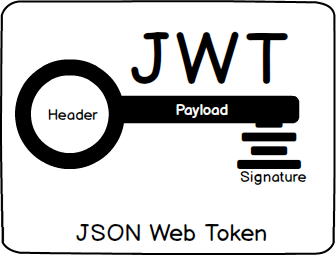 JWT
Header
Payload
Signature
JSON Web Token